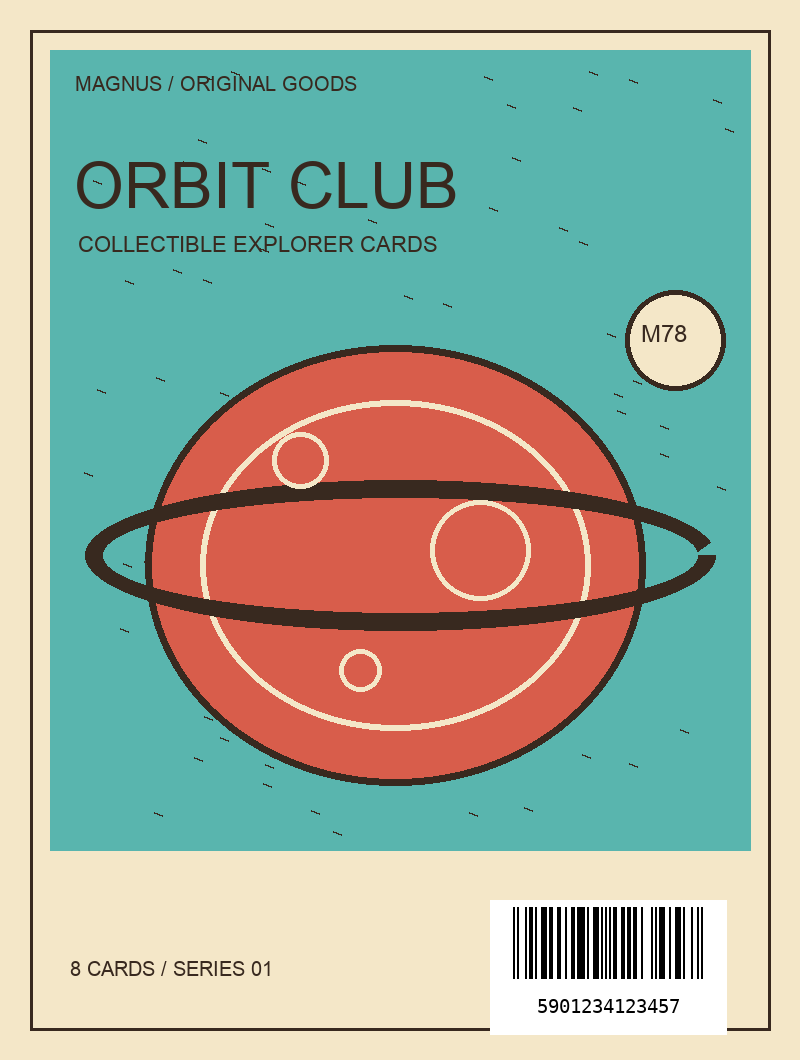 MAGNUS / ORIGINAL GOODS
ORBIT CLUB
COLLECTIBLE EXPLORER CARDS
M78
8 CARDS / SERIES 01
5901234123457